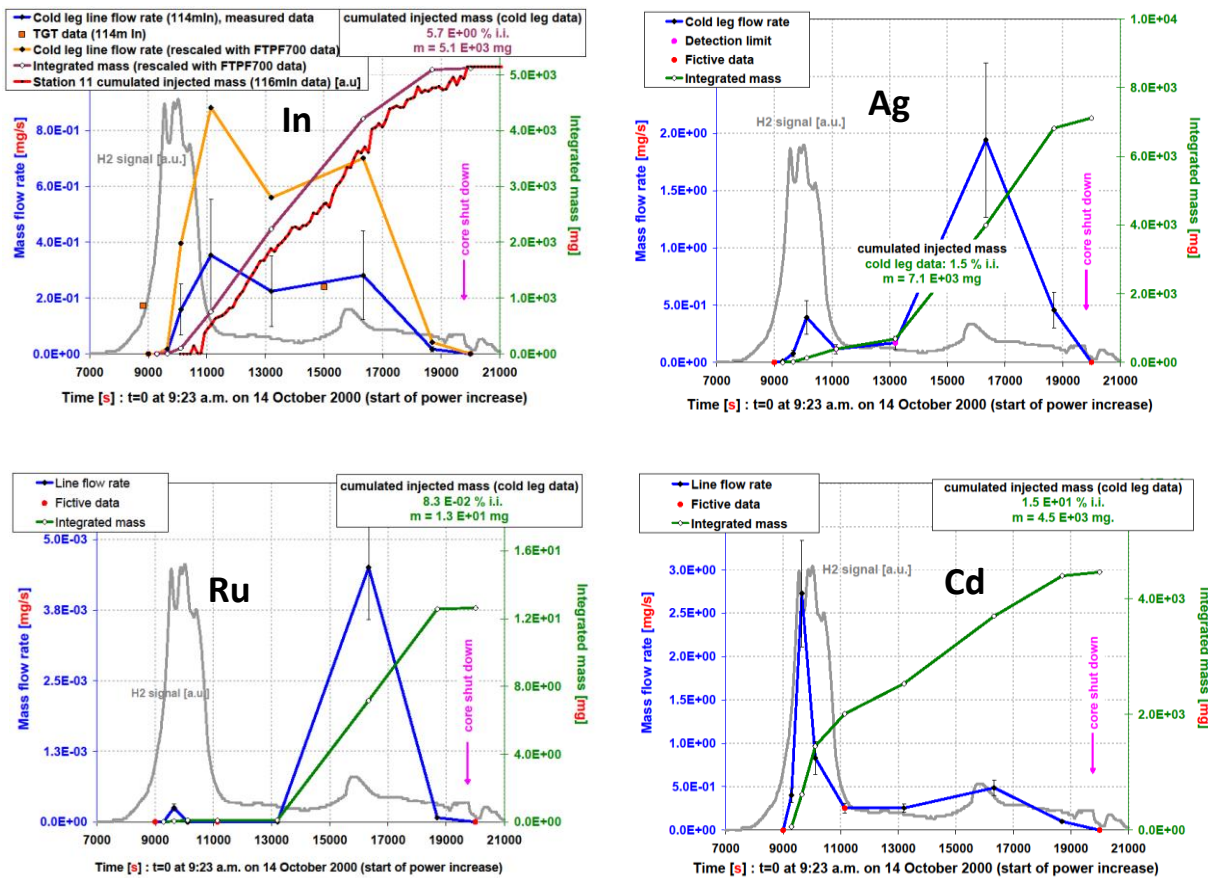 Cold leg line flow rate (114mIn), measured data
TGT data (114m In)
Cold leg line flow rate (rescaled with FTPF700 data)
Integrated mass (rescaled with FTPF700 data)
Station 11 cumulated injected mass (116mIn data) [a.u]
cumulated injected mass (cold leg data)
5.7 E+00 % i.i.
m = 5.1 E+03 mg
In
H2 signal [a.u.]
core shut down
Mass flow rate [mg/s]
8.0E-01
6.0E-01
4.0E-01
2.0E-01
0.0E+00
Integrated mass [mg]
5.0E+03
4.0E+03
3.0E+03
2.0E+03
1.0E+03
0.0E+00
7000 9000 11000 13000 15000 17000 19000 21000
Time [s] : t=0 at 9:23 a.m. on 14 October 2000 (start of power increase)
Cold leg flow rate
Detection limit
Fictive data
Integrated mass
Ag
H2 signal [a.u.]
cumulated injected mass
cold leg data: 1.5 % i.i.
m = 7.1 E+03 mg
core shut down
Mass flow rate [mg/s]
2.0E+00
1.5E+00
1.0E+00
5.0E-01
0.0E+00
Integrated mass [mg]
1.0E+04
8.0E+03
6.0E+03
4.0E+03
2.0E+03
0.0E+00
7000 9000 11000 13000 15000 17000 19000 21000
Time [s] : t=0 at 9:23 a.m. on 14 October 2000 (start of power increase)
Line flow rate
Fictive data
Integrated mass
cumulated injected mass (cold leg data)
8.3 E-02 % i.i.
m = 1.3 E+01 mg
Ru
H2 signal [a.u.]
core shut down
Mass flow rate [mg/s]
5.0E-03
3.8E-03
2.5E-03
1.3E-03
0.0E+00
Integrated mass [mg]
1.6E+01
1.2E+01
8.0E+00
4.0E+00
0.0E+00
7000 9000 11000 13000 15000 17000 19000 21000
Time [s] : t=0 at 9:23 a.m. on 14 October 2000 (start of power increase)
Line flow rate
Fictive data
Integrated mass
cumulated injected mass (cold leg data)
1.5 E+01 % i.i.
m = 4.5 E+03 mg.
Cd
H2 signal [a.u.]
core shut down
Mass flow rate [mg/s]
3.0E+00
2.5E+00
2.0E+00
1.5E+00
1.0E+00
5.0E-01
0.0E+00
Integrated mass [mg]
4.0E+03
2.0E+03
0.0E+00
7000 9000 11000 13000 15000 17000 19000 21000
Time [s] : t=0 at 9:23 a.m. on 14 October 2000 (start of power increase)